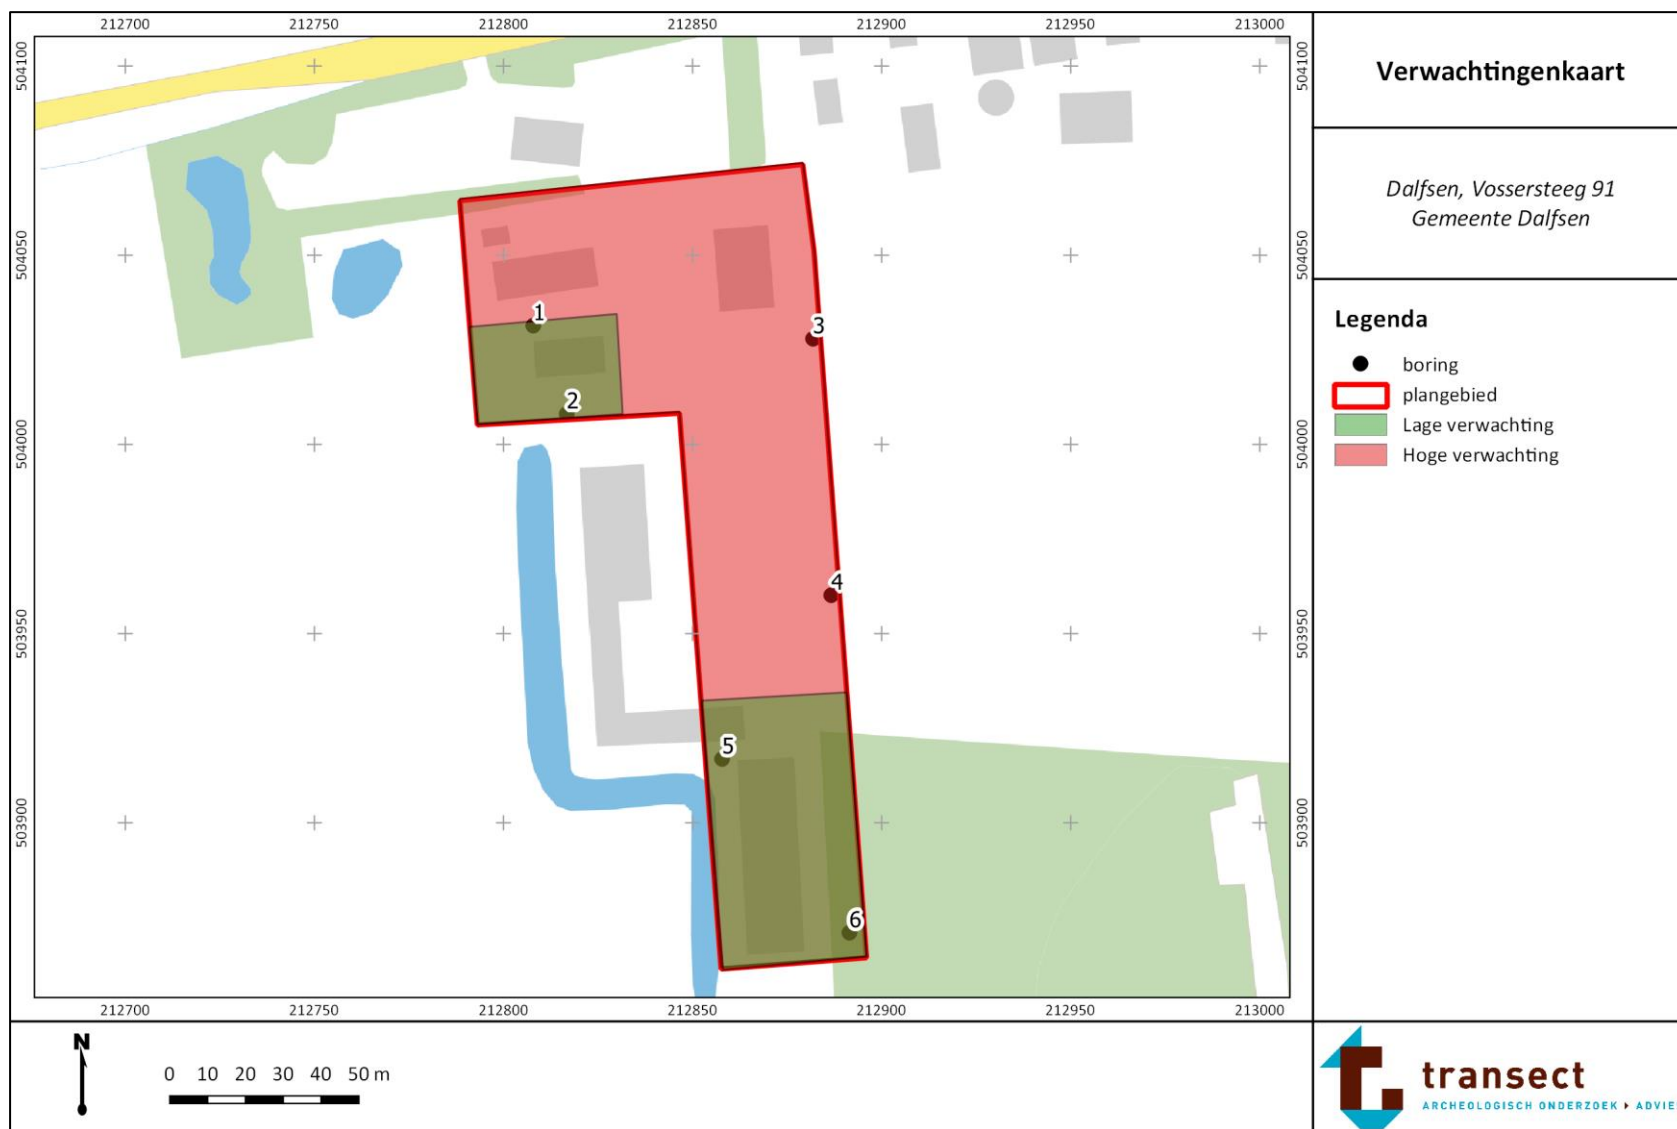 212700 212750 212800 212850 212900 212950 213000
504100 504100
504050 504050
504000 504000
503950 503950
503900 503900
1
2
3
4
5
6
212700 212750 212800 212850 212900 212950 213000
Verwachtingenkaart
Dalfsen, Vossersteeg 91
Gemeente Dalfsen
Legenda
boring
plangebied
Lage verwachting
Hoge verwachting
N
0 10 20 30 40 50 m
transect
ARCHEOLOGISCH ONDERZOEK ADVIE